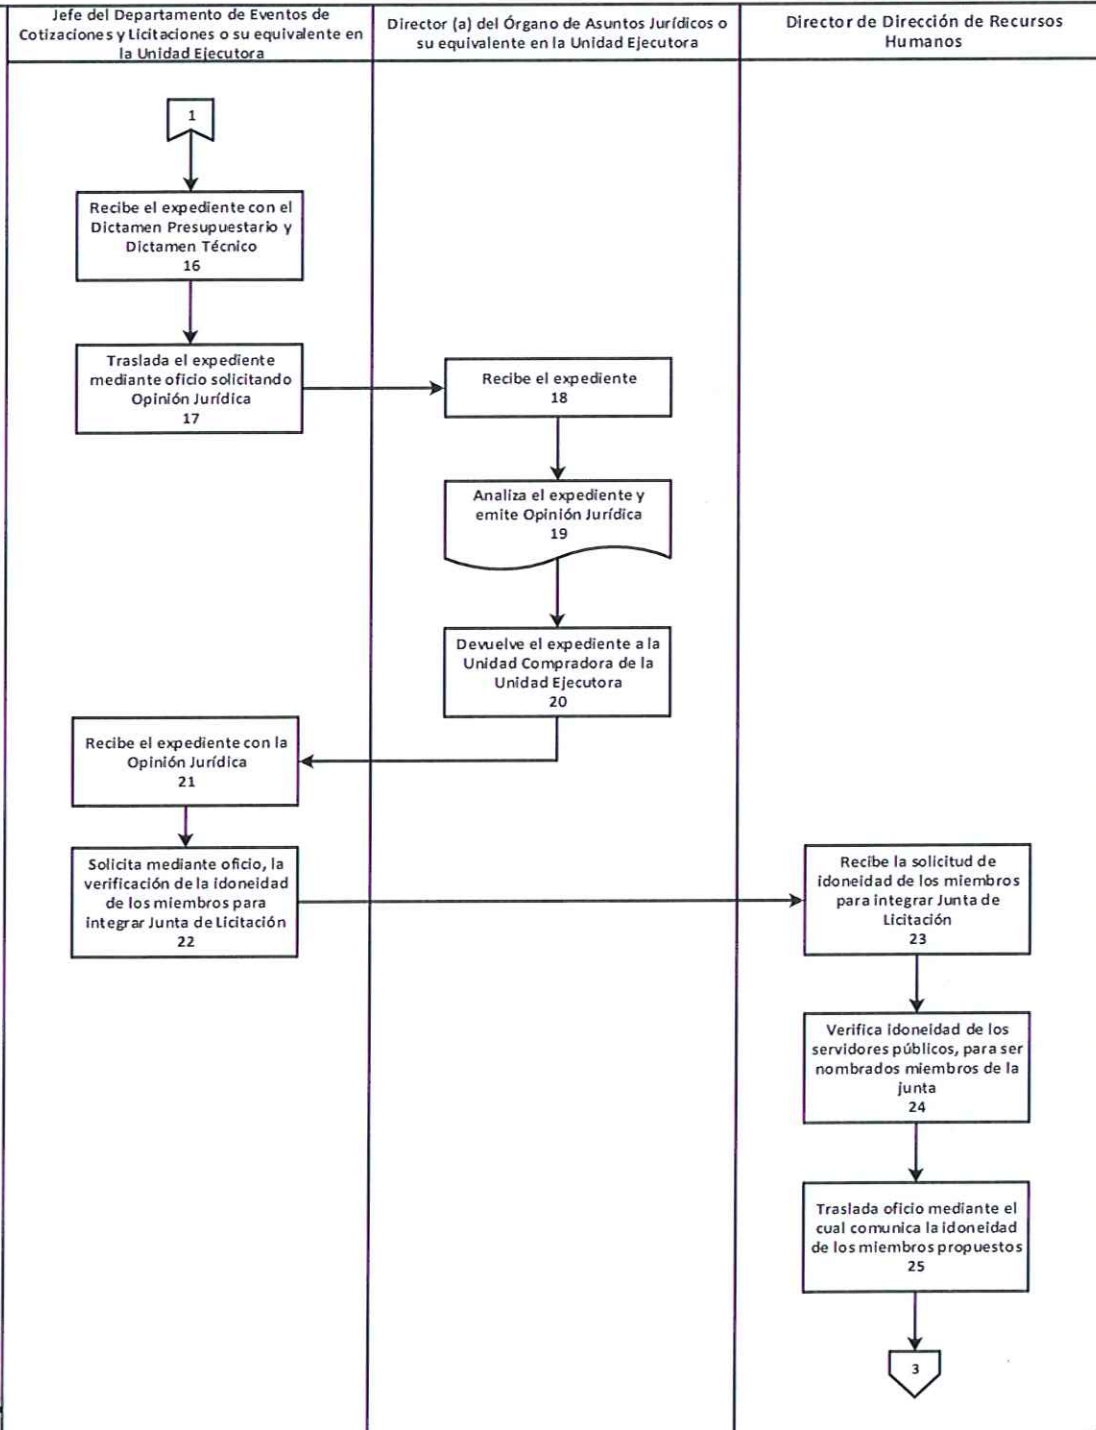 Jefe del Departamento de Eventos de
Cotizaciones y Licitaciones o su equivalente en
la Unidad Ejecutora
Director (a) del Órgano de Asuntos Jurídicos o
su equivalente en la Unidad Ejecutora
Director de Dirección de Recursos
Humanos
1
Recibe el expediente con el
Dictamen Presupuestario y
Dictamen Técnico
16
Traslada el expediente
mediante oficio solicitando
Opinión Jurídica
17
Recibe el expediente
18
Analiza el expediente y
emite Opinión Jurídica
19
Devuelve el expediente a la
Unidad Compradora de la
Unidad Ejecutora
20
Recibe el expediente con la
Opinión Jurídica
21
Solicita mediante oficio, la
verificación de la idoneidad
de los miembros para
integrar Junta de Licitación
22
Recibe la solicitud de
idoneidad de los miembros
para integrar Junta de
Licitación
23
Verifica idoneidad de los
servidores públicos, para ser
nombrados miembros de la
junta
24
Traslada oficio mediante el
cual comunica la idoneidad
de los miembros propuestos
25
3